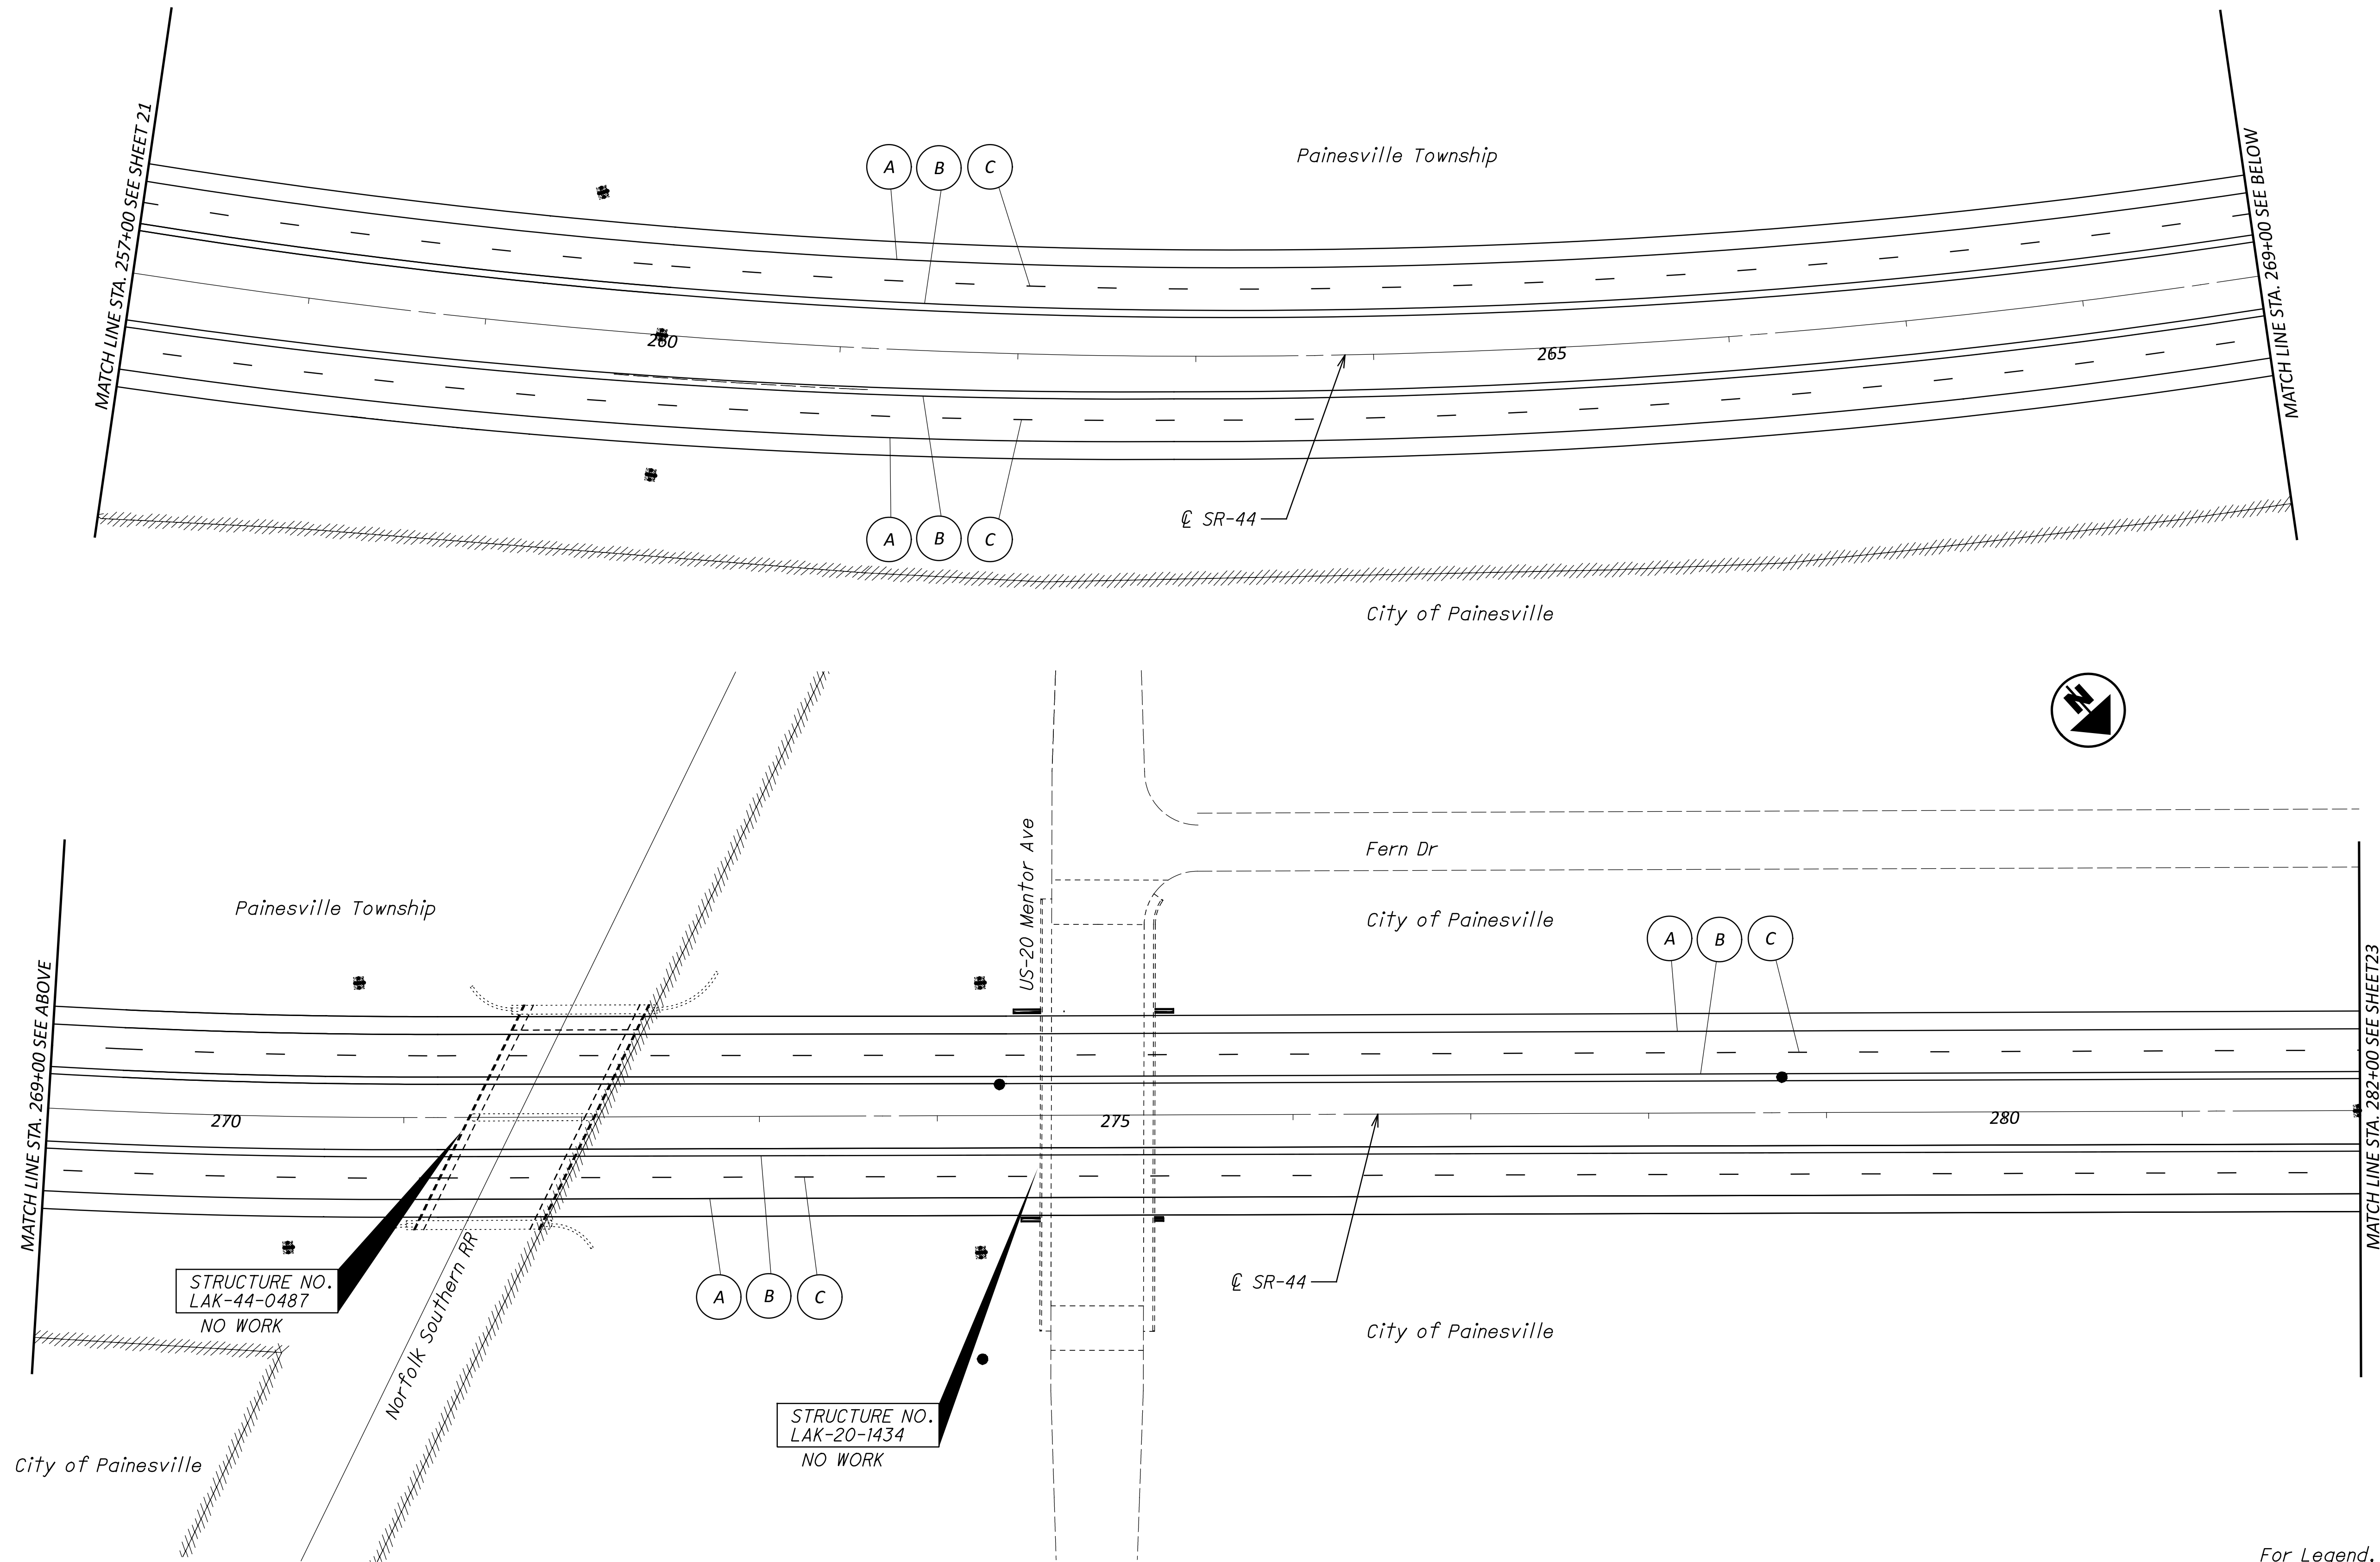 MATCH LINE STA. 257+00 SEE SHEET 21
A B C
Painesville Township
MATCH LINE STA. 269+00 SEE BELOW
260
265
℄ SR-44
A B C
City of Painesville
N
MATCH LINE STA. 269+00 SEE ABOVE
Painesville Township
US-20 Mentor Ave
Fern Dr
City of Painesville
A B C
MATCH LINE STA. 282+00 SEE SHEET23
270
275
280
STRUCTURE NO.
LAK-44-0487
NO WORK
Norfolk Southern RR
A B C
℄ SR-44
City of Painesville
STRUCTURE NO.
LAK-20-1434
NO WORK
City of Painesville
For Legend,